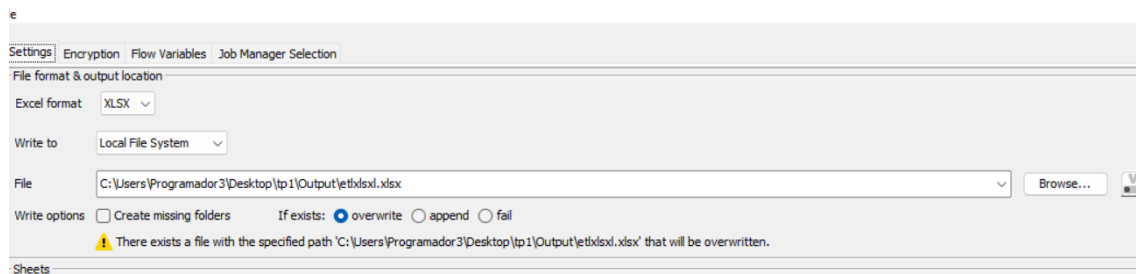 e
Settings Encryption Flow Variables Job Manager Selection
File format & output location
Excel format XLSX
Write to Local File System
File C:\Users\Programador3\Desktop\tp1\Output\etlxlsxl.xlsx Browse... V
Write options Create missing folders If exists: overwrite append fail
There exists a file with the specified path 'C:\Users\Programador3\Desktop\tp1\Output\etlxlsxl.xlsx' that will be overwritten.
Sheets